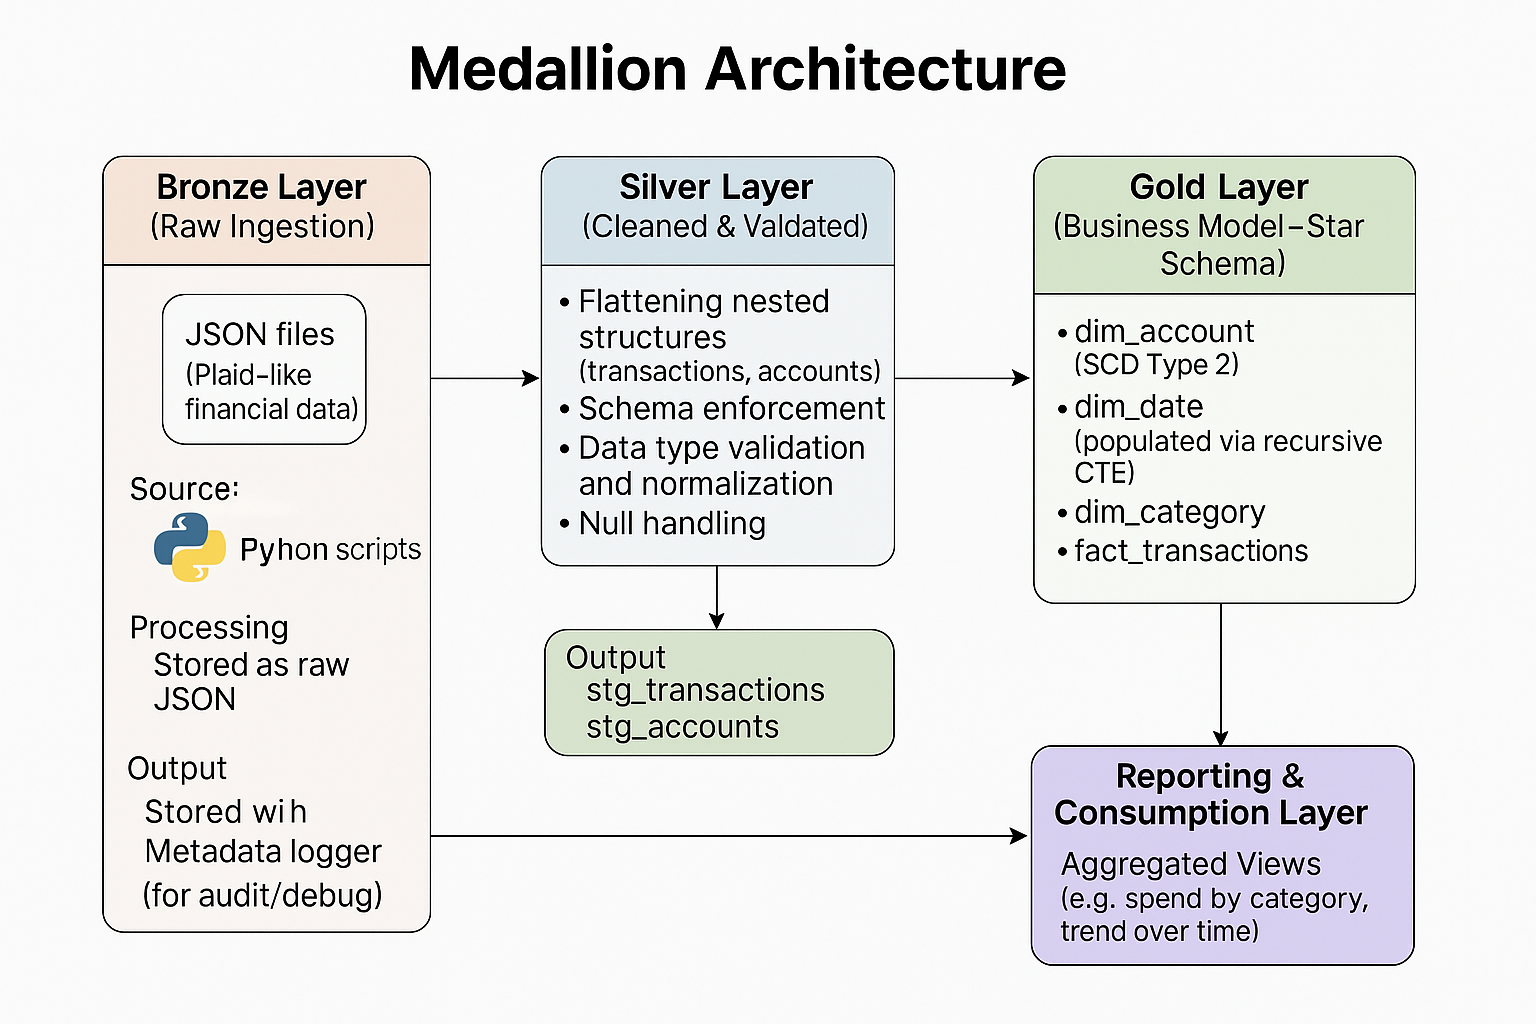 Medallion Architecture
Bronze Layer
(Raw Ingestion)
JSON files
(Plaid-like
financial data)
Source:
Pyhon scripts
Processing
Stored as raw
JSON
Output
Stored wi h
Metadata logger
(for audit/debug)
Silver Layer
(Cleaned & Valdated)
• Flattening nested
structures
(transactions, accounts)
• Schema enforcement
• Data type validation
and normalization
• Null handling
Output
stg_transactions
stg_accounts
Gold Layer
(Business Model–Star
Schema)
• dim_account
(SCD Type 2)
• dim_date
(populated via recursive
CTE)
• dim_category
• fact_transactions
Reporting &
Consumption Layer
Aggregated Views
(e.g. spend by category,
trend over time)